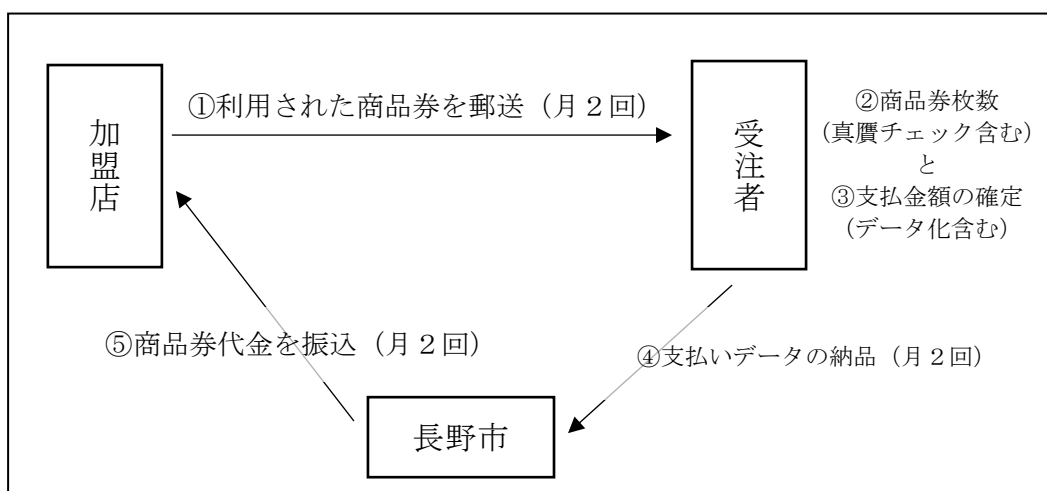 ①利用された商品券を郵送（月２回）
加盟店
受注者
②商品券枚数
（真贋チェック含む）
と
③支払金額の確定
（データ化含む）
⑤商品券代金を振込（月２回）
④支払いデータの納品（月２回）
長野市